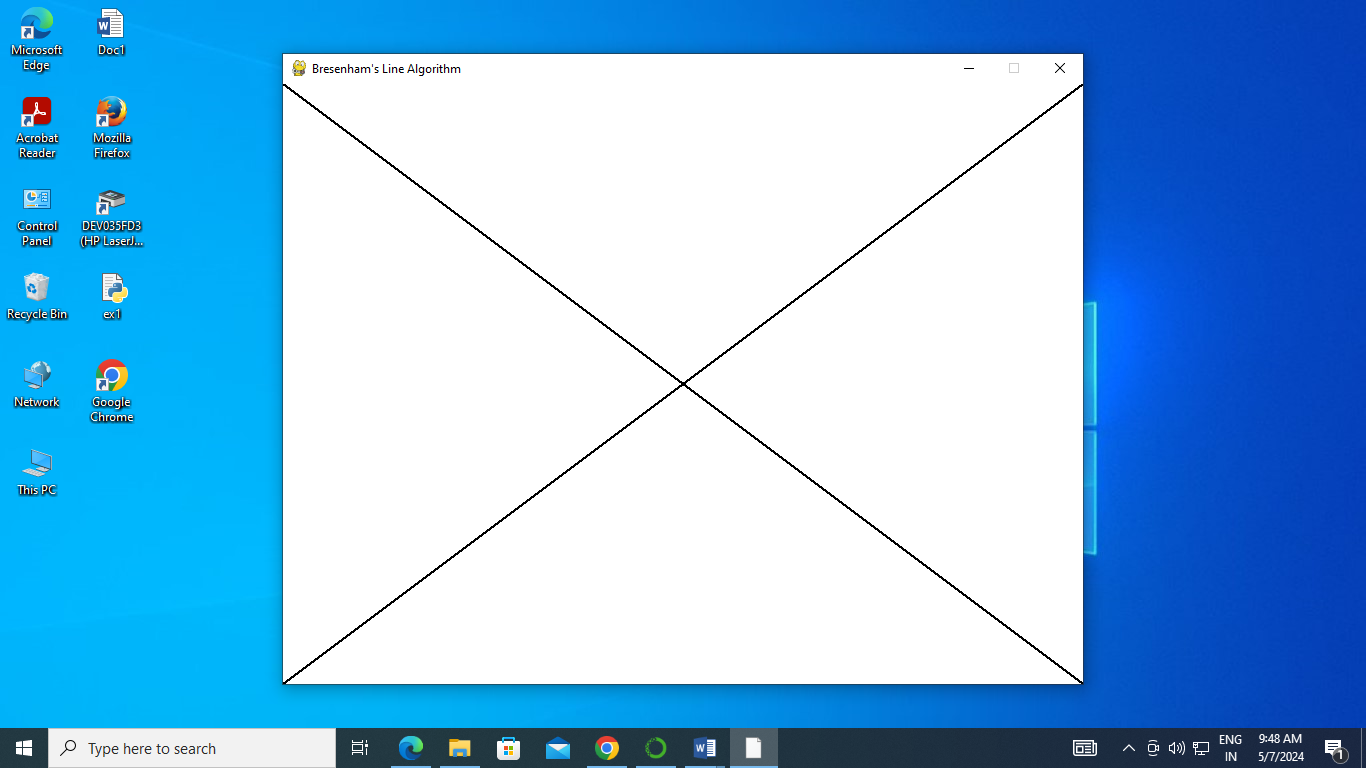 Microsoft
Edge
Doc1
Acrobat
Reader
Mozilla
Firefox
Control
Panel
DEV035FD3
(HP LaserJ...
Recycle Bin
ex1
Network
Google
Chrome
This PC
Bresenham's Line Algorithm
Type here to search
ENG
IN
9:48 AM
5/7/2024
1